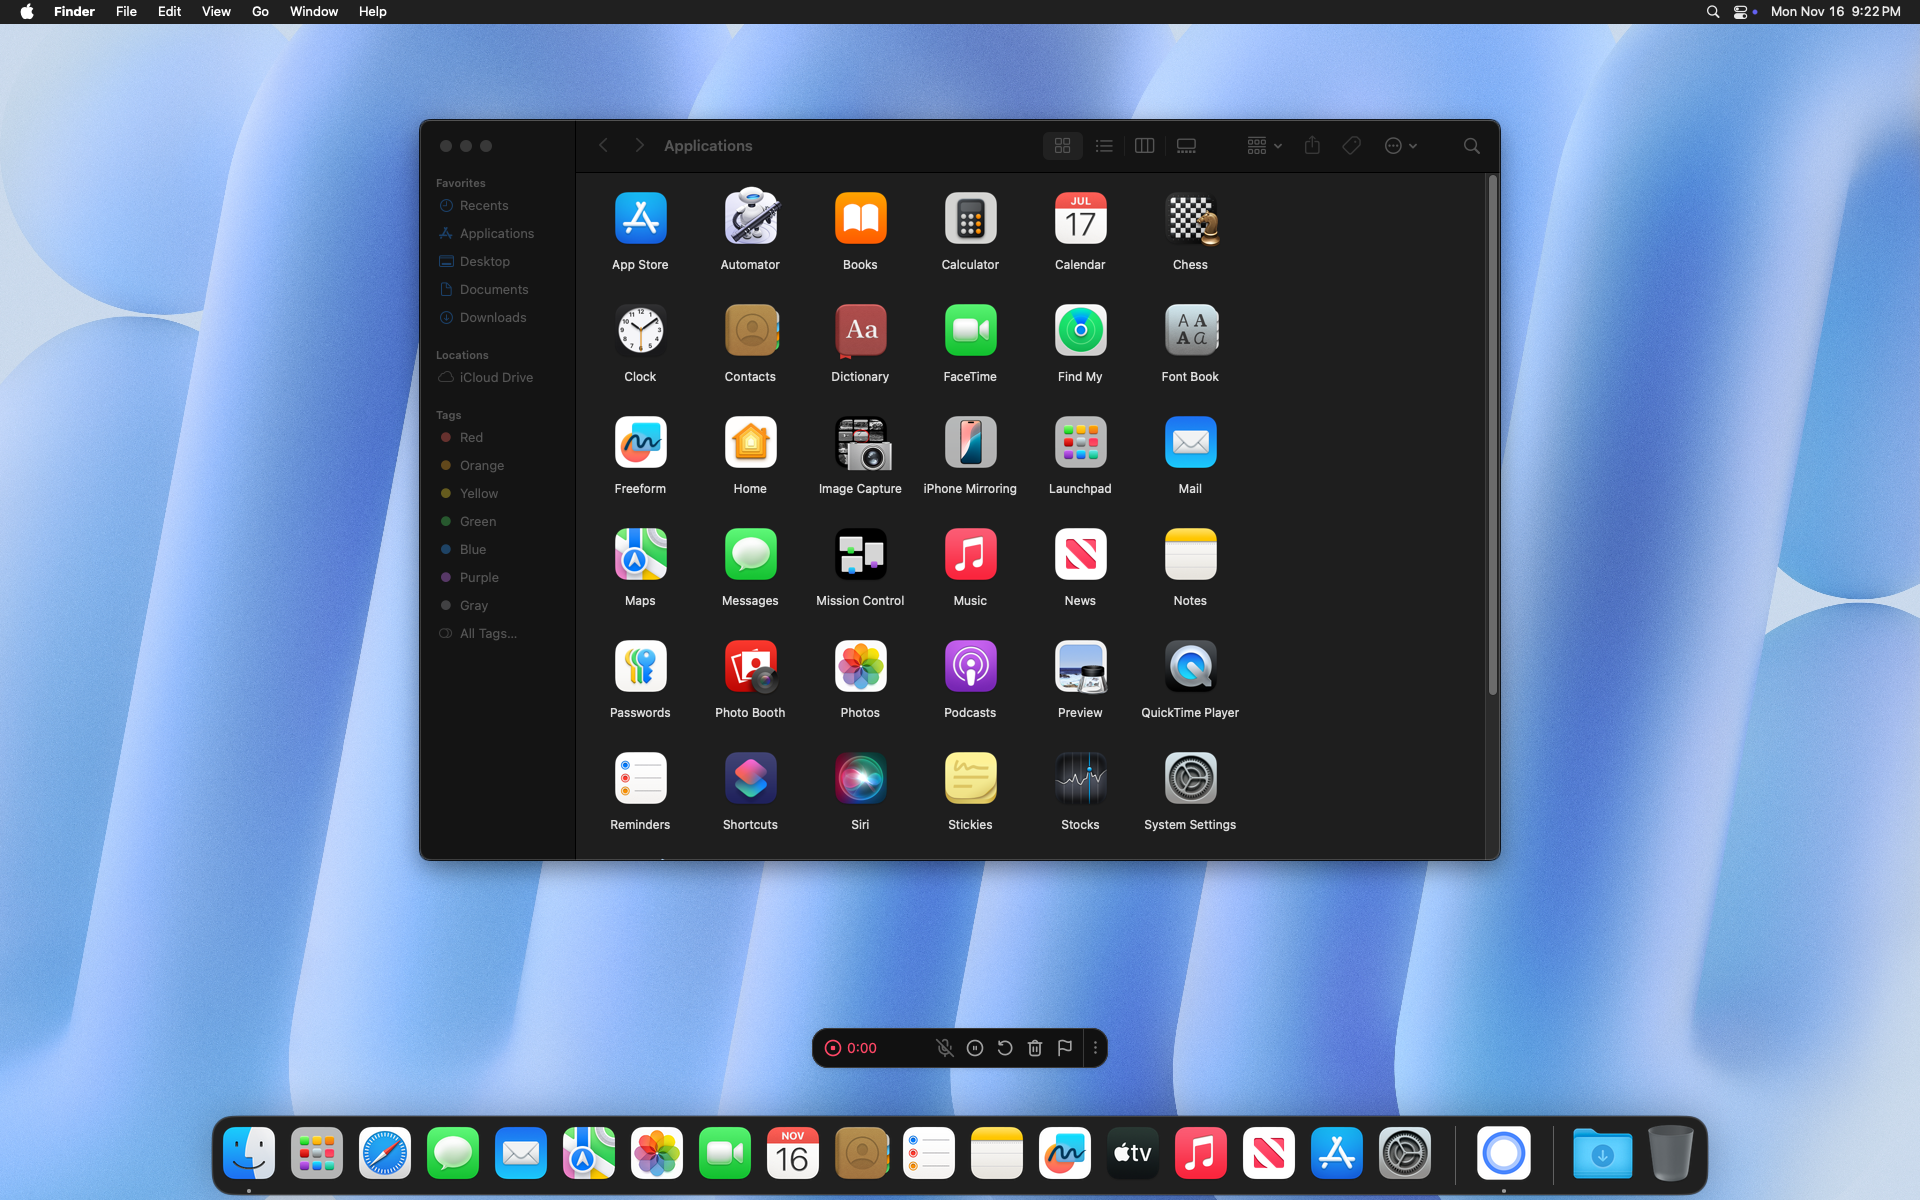 Finder File Edit View Go Window Help
Mon Nov 16 9:22 PM
Applications
Favorites
Recents
Applications
Desktop
Documents
Downloads
Locations
iCloud Drive
Tags
Red
Orange
Yellow
Green
Blue
Purple
Gray
All Tags...
JUL
17
App Store Automator Books Calculator Calendar Chess
Aa
A A
A a
Clock Contacts Dictionary FaceTime Find My Font Book
Freeform Home Image Capture iPhone Mirroring Launchpad Mail
Maps Messages Mission Control Music News Notes
Passwords Photo Booth Photos Podcasts Preview QuickTime Player
Reminders Shortcuts Siri Stickies Stocks System Settings
0:00
NOV
16
tv